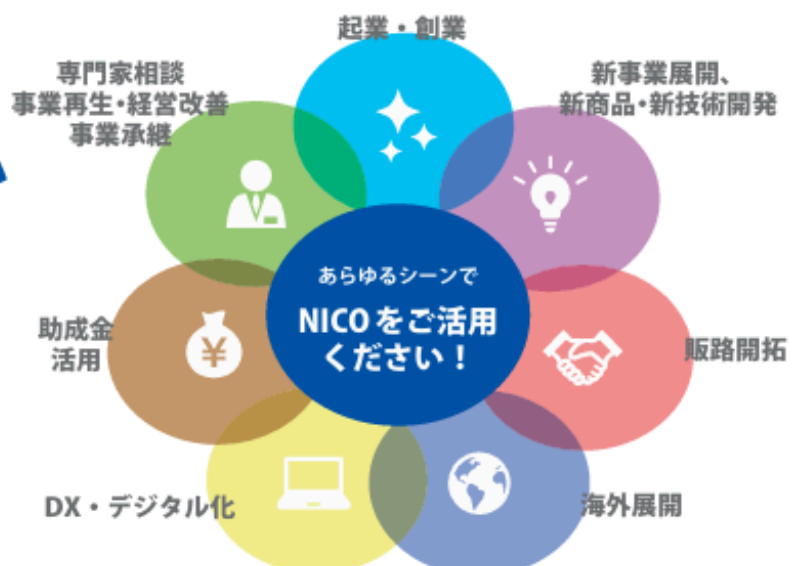 起業・創業
専門家相談
事業再生・経営改善
事業承継
新事業展開、
新商品・新技術開発
あらゆるシーンで
NICOをご活用
ください！
助成金
活用
¥
販路開拓
DX・デジタル化
海外展開